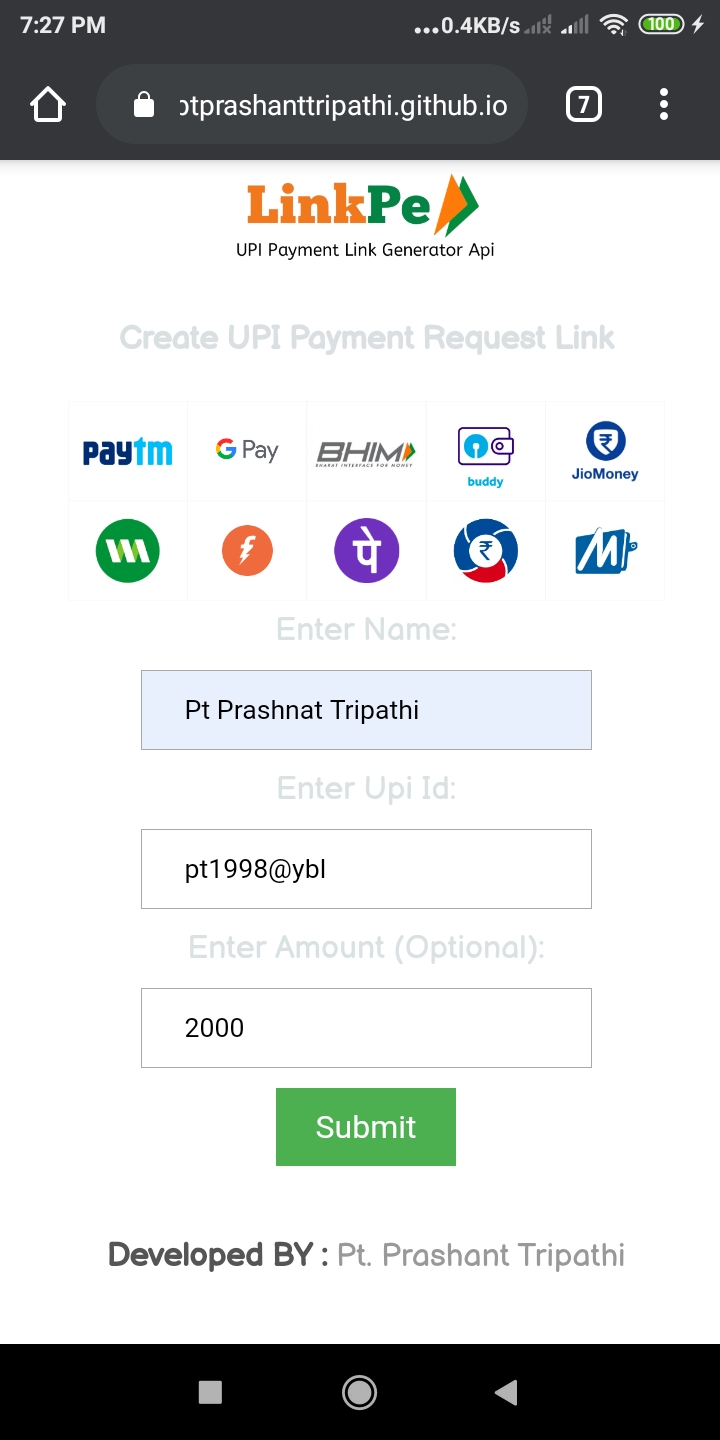 7:27 PM ...0.4KB/s 100
ptprashanttripathi.github.io 7
LinkPe
UPI Payment Link Generator Api
Create UPI Payment Request Link
paytm G Pay BHIM buddy JioMoney
BHARAT INTERFACE FOR MONEY
पे ₹ M
Enter Name:
Pt Prashnat Tripathi
Enter Upi Id:
pt1998@ybl
Enter Amount (Optional):
2000
Submit
Developed BY : Pt. Prashant Tripathi